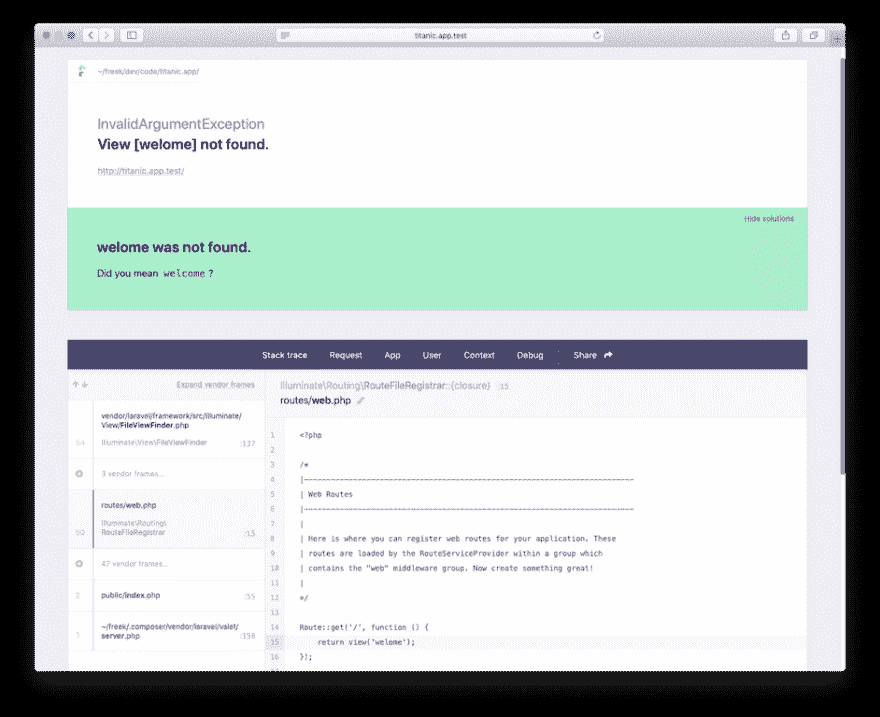 titanic.app.test
~/freek/dev/code/titanic.app/
InvalidArgumentException
View [welome] not found.
http://titanic.app.test/
Hide solutions
welome was not found.
Did you mean welcome ?
Stack trace Request App User Context Debug Share
Expand vendor frames
vendor/laravel/framework/src/Illuminate/
View/FileViewFinder.php
54 Illuminate\View\FileViewFinder :137
3 vendor frames…
routes/web.php
Illuminate\Routing\
50 RouteFileRegistrar :15
47 vendor frames…
2 public/index.php :55
~/freek/.composer/vendor/laravel/valet/
1 server.php :158
Illuminate\Routing\RouteFileRegistrar::{closure} :15
routes/web.php
1 <?php
2
3 /*
4 |--------------------------------------------------------------------------
5 | Web Routes
6 |--------------------------------------------------------------------------
7 |
8 | Here is where you can register web routes for your application. These
9 | routes are loaded by the RouteServiceProvider within a group which
10 | contains the "web" middleware group. Now create something great!
11 |
12 */
13
14 Route::get('/', function () {
15 return view('welome');
16 });